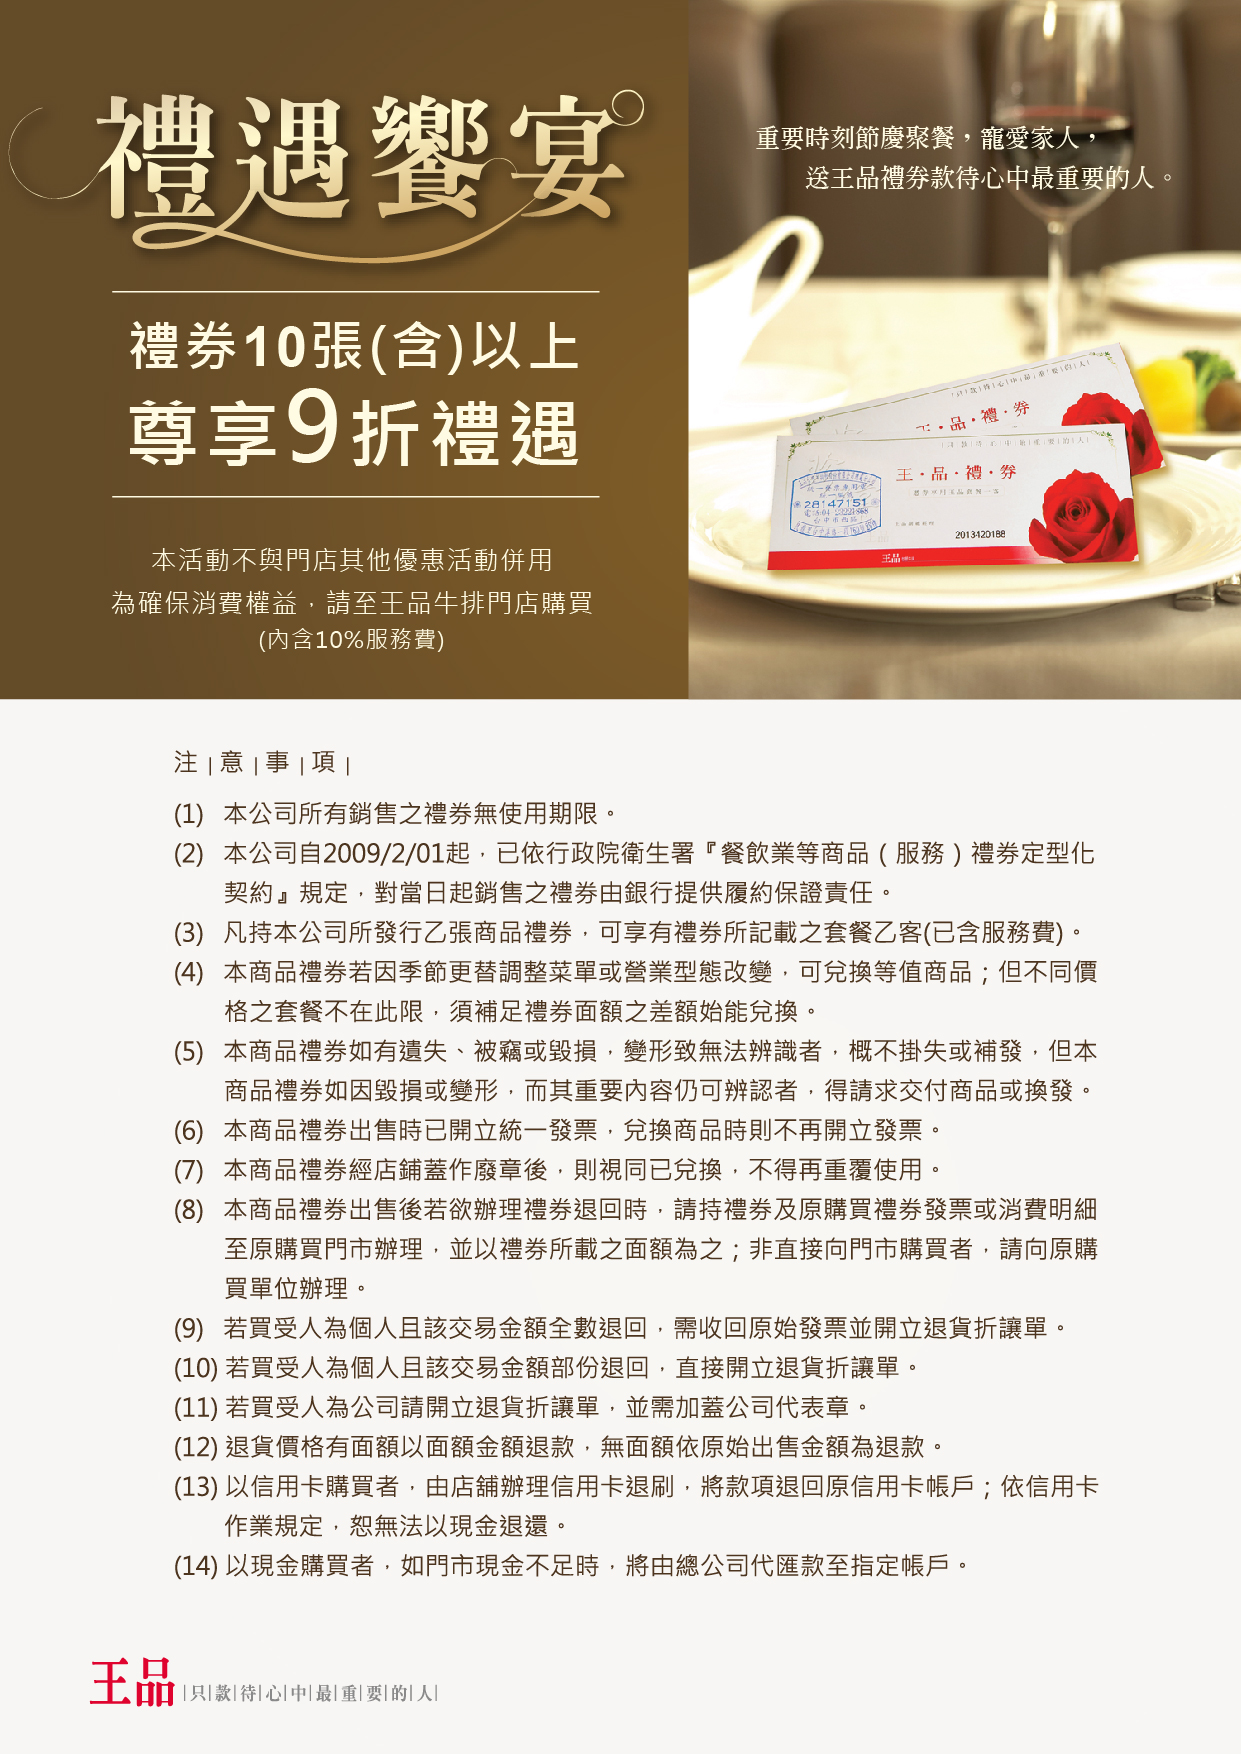 禮遇饗宴
禮券10張(含)以上
尊享9折禮遇
本活動不與門店其他優惠活動併用
為確保消費權益，請至王品牛排門店購買
(內含10%服務費)
重要時刻節慶聚餐，寵愛家人，
送王品禮券款待心中最重要的人。
品・禮・券
王・品・禮・券
28147151
2013420188
王品
注|意|事|項|
(1) 本公司所有銷售之禮券無使用期限。
(2) 本公司自2009/2/01起，已依行政院衛生署『餐飲業等商品（服務）禮券定型化
契約』規定，對當日起銷售之禮券由銀行提供履約保證責任。
(3) 凡持本公司所發行乙張商品禮券，可享有禮券所記載之套餐乙客(已含服務費)。
(4) 本商品禮券若因季節更替調整菜單或營業型態改變，可兌換等值商品；但不同價
格之套餐不在此限，須補足禮券面額之差額始能兌換。
(5) 本商品禮券如有遺失、被竊或毀損，變形致無法辨識者，概不掛失或補發，但本
商品禮券如因毀損或變形，而其重要內容仍可辨認者，得請求交付商品或換發。
(6) 本商品禮券出售時已開立統一發票，兌換商品時則不再開立發票。
(7) 本商品禮券經店鋪蓋作廢章後，則視同已兌換，不得再重覆使用。
(8) 本商品禮券出售後若欲辦理禮券退回時，請持禮券及原購買禮券發票或消費明細
至原購買門市辦理，並以禮券所載之面額為之；非直接向門市購買者，請向原購
買單位辦理。
(9) 若買受人為個人且該交易金額全數退回，需收回原始發票並開立退貨折讓單。
(10) 若買受人為個人且該交易金額部份退回，直接開立退貨折讓單。
(11) 若買受人為公司請開立退貨折讓單，並需加蓋公司代表章。
(12) 退貨價格有面額以面額金額退款，無面額依原始出售金額為退款。
(13) 以信用卡購買者，由店舖辦理信用卡退刷，將款項退回原信用卡帳戶；依信用卡
作業規定，恕無法以現金退還。
(14) 以現金購買者，如門市現金不足時，將由總公司代匯款至指定帳戶。
王品 |只|款|待|心|中|最|重|要|的|人|